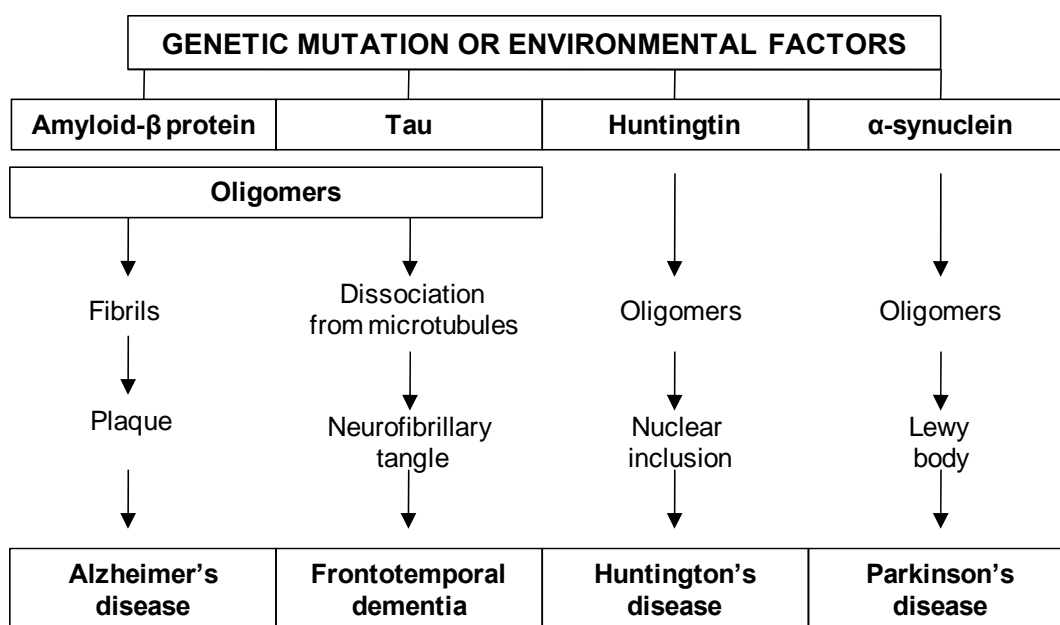 GENETIC MUTATION OR ENVIRONMENTAL FACTORS
Amyloid-β protein
Tau
Huntingtin
α-synuclein
Oligomers
Fibrils
Dissociation
from microtubules
Oligomers
Oligomers
Plaque
Neurofibrillary
tangle
Nuclear
inclusion
Lewy
body
Alzheimer’s
disease
Frontotemporal
dementia
Huntington’s
disease
Parkinson’s
disease